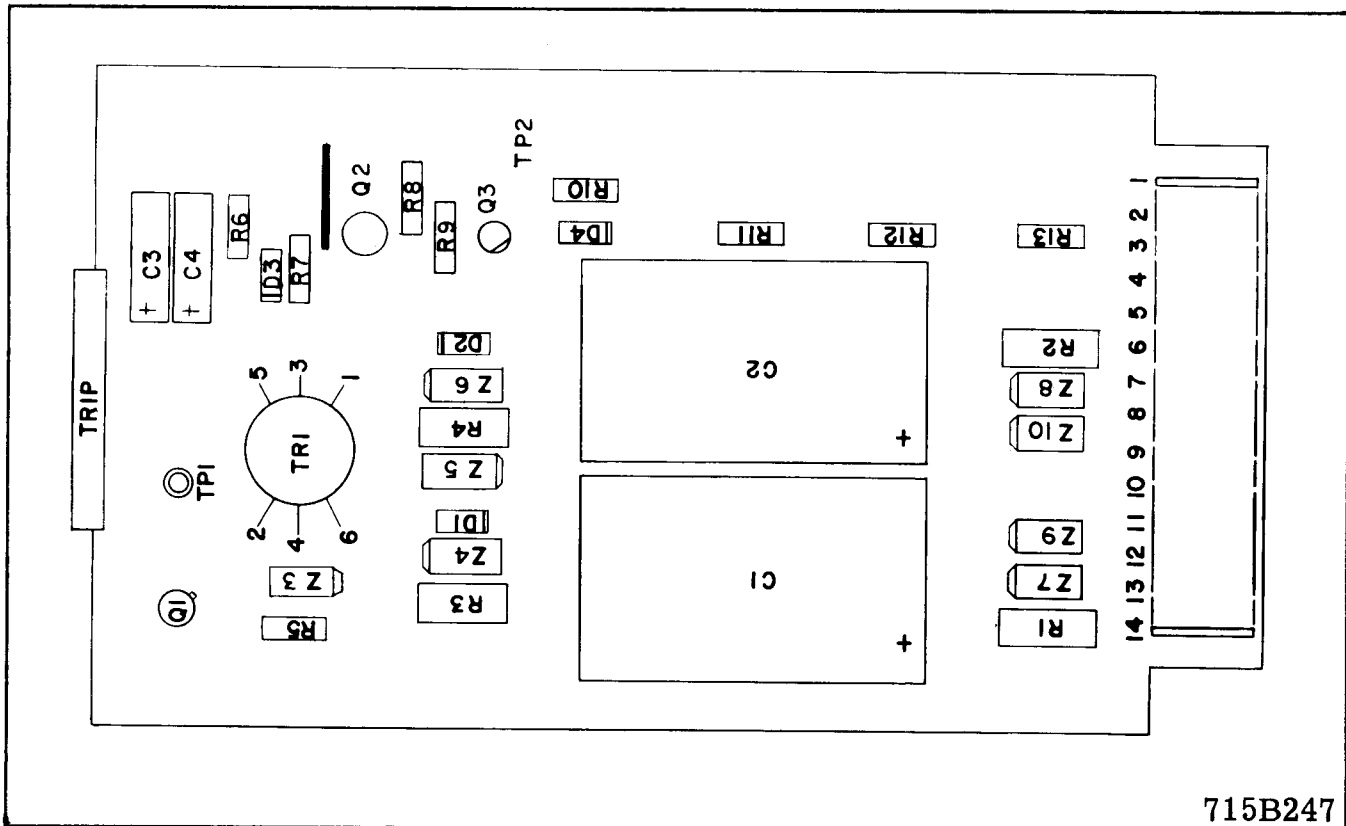 TRIP
C3
+
C4
+
R6
D3
R7
Q2
R8
R9
Q3
TP2
R10
D4
R11
R12
R13
D2
Z6
R4
Z5
D1
Z4
R3
5
3
1
TR1
2
4
6
TP1
Q1
Z3
R5
C2
+
C1
+
R2
Z8
Z10
Z9
Z7
R1
1
2
3
4
5
6
7
8
9
10
11
12
13
14
715B247